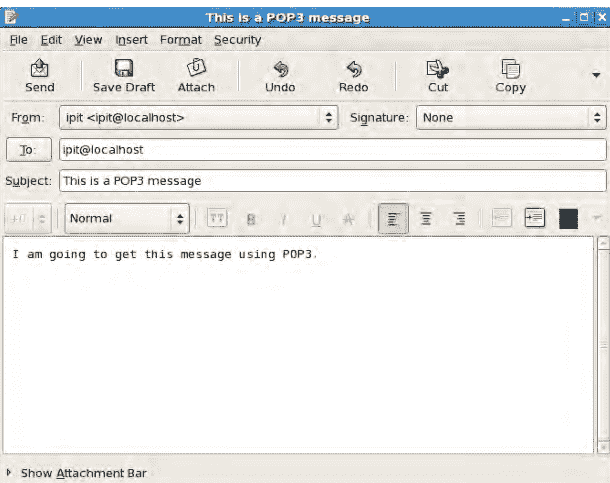 This is a POP3 message
File Edit View Insert Format Security
Send Save Draft Attach Undo Redo Cut Copy
From: ipit <ipit@localhost> Signature: None
To: ipit@localhost
Subject: This is a POP3 message
+0 Normal TT B I U A
I am going to get this message using POP3.
Show Attachment Bar